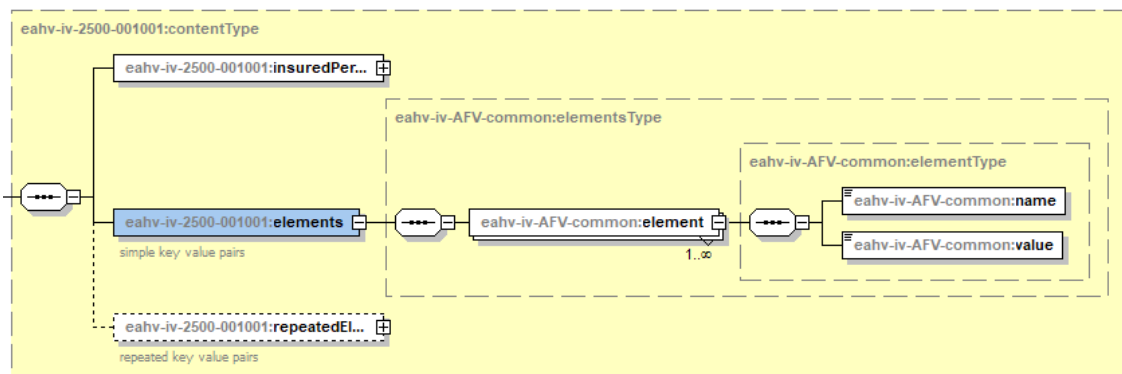 eahv-iv-2500-001001:contentType
eahv-iv-2500-001001:insuredPer...
eahv-iv-AFV-common:elementsType
eahv-iv-AFV-common:elementType
eahv-iv-AFV-common:name
eahv-iv-2500-001001:elements
eahv-iv-AFV-common:element
eahv-iv-AFV-common:value
simple key value pairs
1..∞
eahv-iv-2500-001001:repeatedEl...
repeated key value pairs